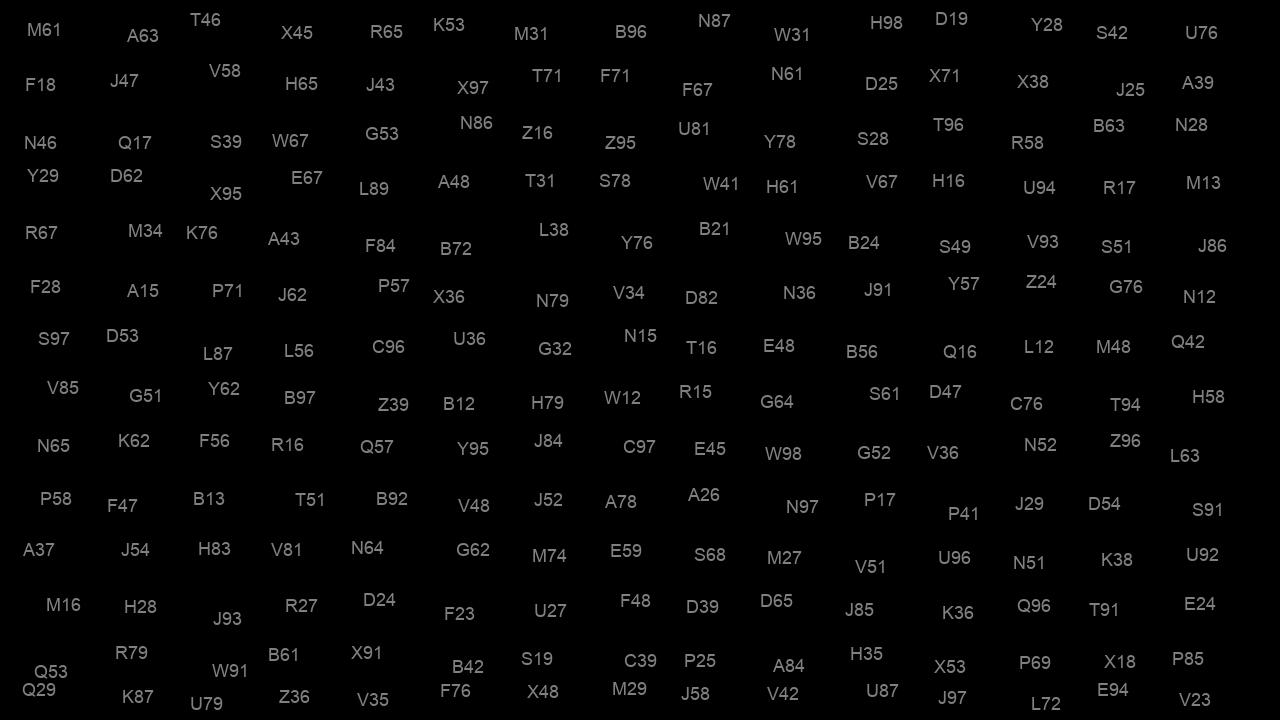 M61 A63 T46 X45 R65 K53 M31 B96 N87 W31 H98 D19 Y28 S42 U76
F18 J47 V58 H65 J43 X97 T71 F71 F67 N61 D25 X71 X38 J25 A39
N46 Q17 S39 W67 G53 N86 Z16 Z95 U81 Y78 S28 T96 R58 B63 N28
Y29 D62 X95 E67 L89 A48 T31 S78 W41 H61 V67 H16 U94 R17 M13
R67 M34 K76 A43 F84 B72 L38 Y76 B21 W95 B24 S49 V93 S51 J86
F28 A15 P71 J62 P57 X36 N79 V34 D82 N36 J91 Y57 Z24 G76 N12
S97 D53 L87 L56 C96 U36 G32 N15 T16 E48 B56 Q16 L12 M48 Q42
V85 G51 Y62 B97 Z39 B12 H79 W12 R15 G64 S61 D47 C76 T94 H58
N65 K62 F56 R16 Q57 Y95 J84 C97 E45 W98 G52 V36 N52 Z96 L63
P58 F47 B13 T51 B92 V48 J52 A78 A26 N97 P17 P41 J29 D54 S91
A37 J54 H83 V81 N64 G62 M74 E59 S68 M27 V51 U96 N51 K38 U92
M16 H28 J93 R27 D24 F23 U27 F48 D39 D65 J85 K36 Q96 T91 E24
Q53 R79 W91 B61 X91 B42 S19 C39 P25 A84 H35 X53 P69 X18 P85
Q29 K87 U79 Z36 V35 F76 X48 M29 J58 V42 U87 J97 L72 E94 V23